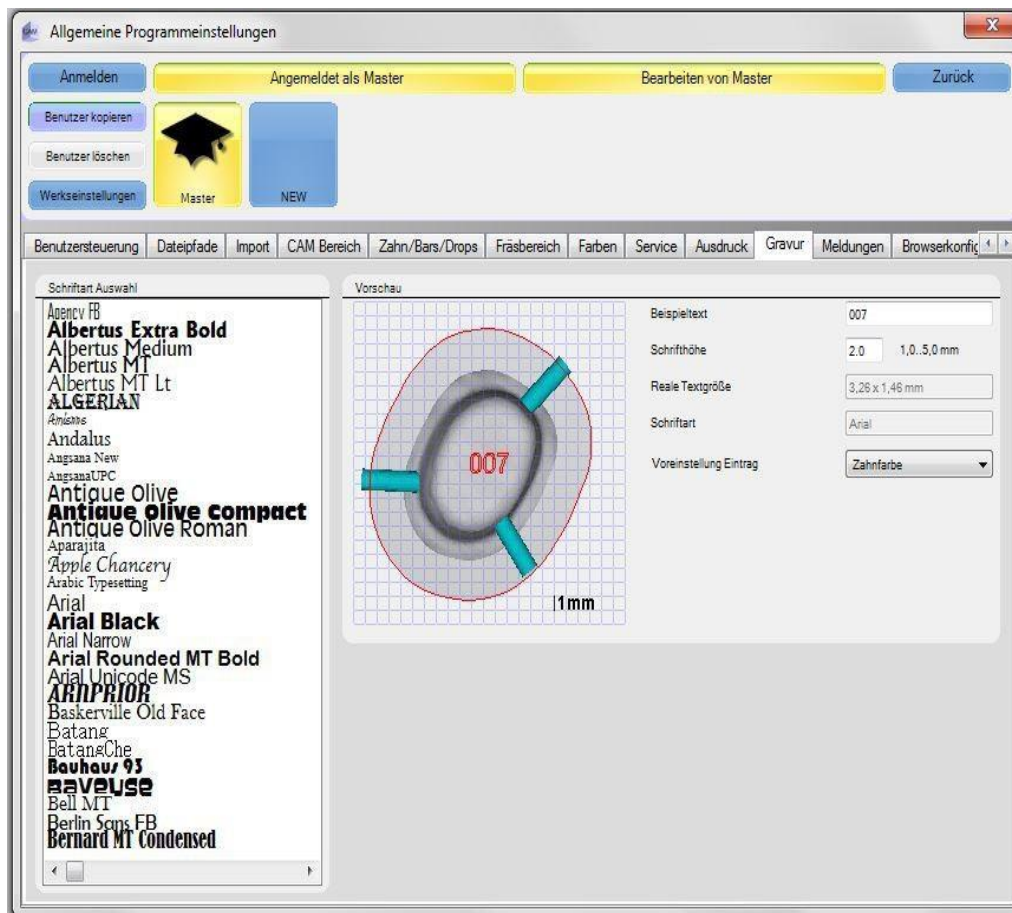 Allgemeine Programmeinstellungen
Anmelden
Angemeldet als Master
Bearbeiten von Master
Zurück
Benutzer kopieren
Benutzer löschen
Werkseinstellungen
Master
NEW
Benutzersteuerung
Dateipfade
Import
CAM Bereich
Zahn/Bars/Drops
Fräsbereich
Farben
Service
Ausdruck
Gravur
Meldungen
Browserkonfig
Schriftart Auswahl
Agency FB
Albertus Extra Bold
Albertus Medium
Albertus MT
Albertus MT Lt
ALGERIAN
Andalus
Angsana New
AngsanaUPC
Antique Olive
Antique Olive Compact
Antique Olive Roman
Aparajita
Apple Chancery
Arabic Typesetting
Arial
Arial Black
Arial Narrow
Arial Rounded MT Bold
Arial Unicode MS
ARNPRIOR
Baskerville Old Face
Batang
BatangChe
Bauhaus 93
Baveuse
Bell MT
Berlin Sans FB
Bernard MT Condensed
Vorschau
007
1mm
Beispieltext
007
Schrifthöhe
2.0
1,0..5,0 mm
Reale Textgröße
3,26 x 1,46 mm
Schriftart
Arial
Voreinstellung Eintrag
Zahnfarbe